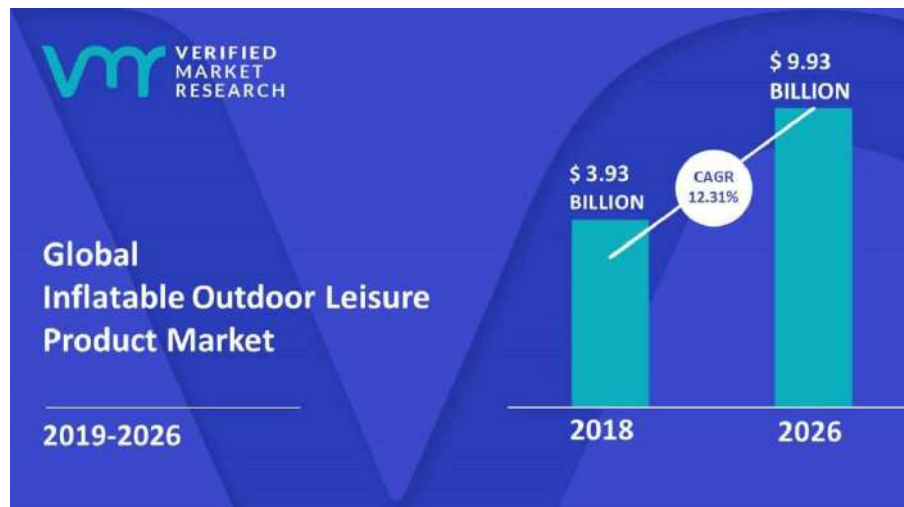 vmr
VERIFIED
MARKET
RESEARCH
Global
Inflatable Outdoor Leisure
Product Market
2019-2026
$ 3.93
BILLION
CAGR
12.31%
$ 9.93
BILLION
2018
2026